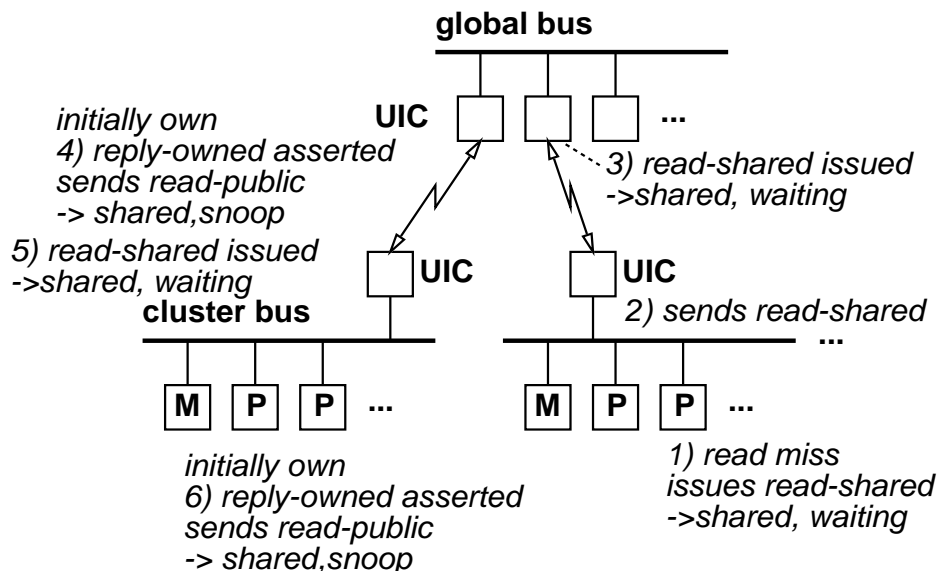 global bus
UIC
...
initially own
4) reply-owned asserted
sends read-public
-> shared,snoop
3) read-shared issued
->shared, waiting
5) read-shared issued
->shared, waiting
UIC
UIC
cluster bus
2) sends read-shared
...
M P P ...
M P P ...
initially own
6) reply-owned asserted
sends read-public
-> shared,snoop
1) read miss
issues read-shared
->shared, waiting